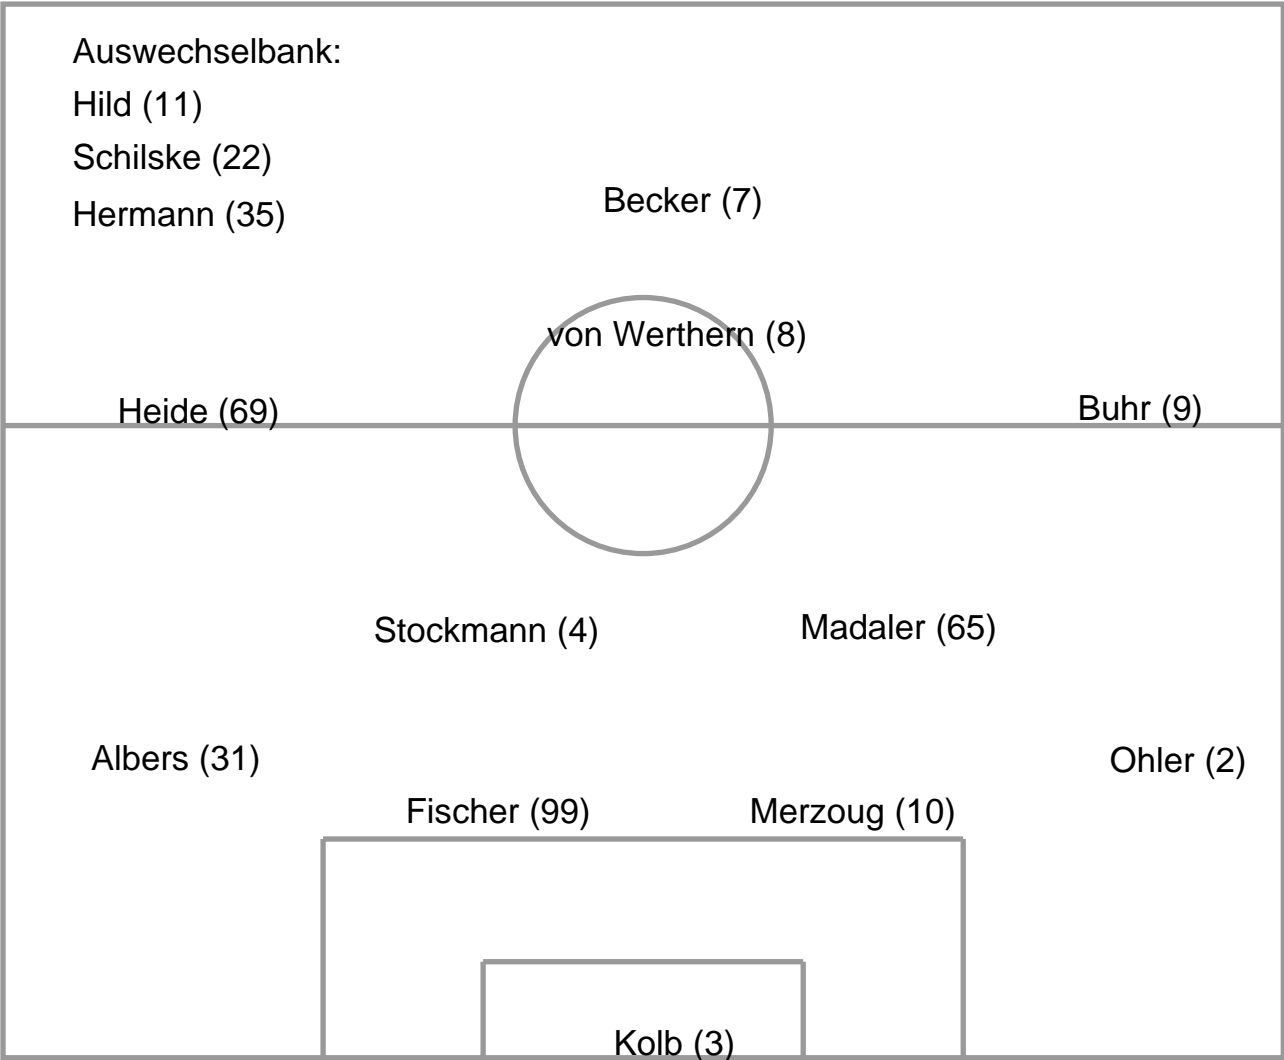 Auswechselbank:
Hild (11)
Schilske (22)
Hermann (35)
Becker (7)
von Werthern (8)
Heide (69)
Buhr (9)
Stockmann (4)
Madaler (65)
Albers (31)
Ohler (2)
Fischer (99)
Merzoug (10)
Kolb (3)